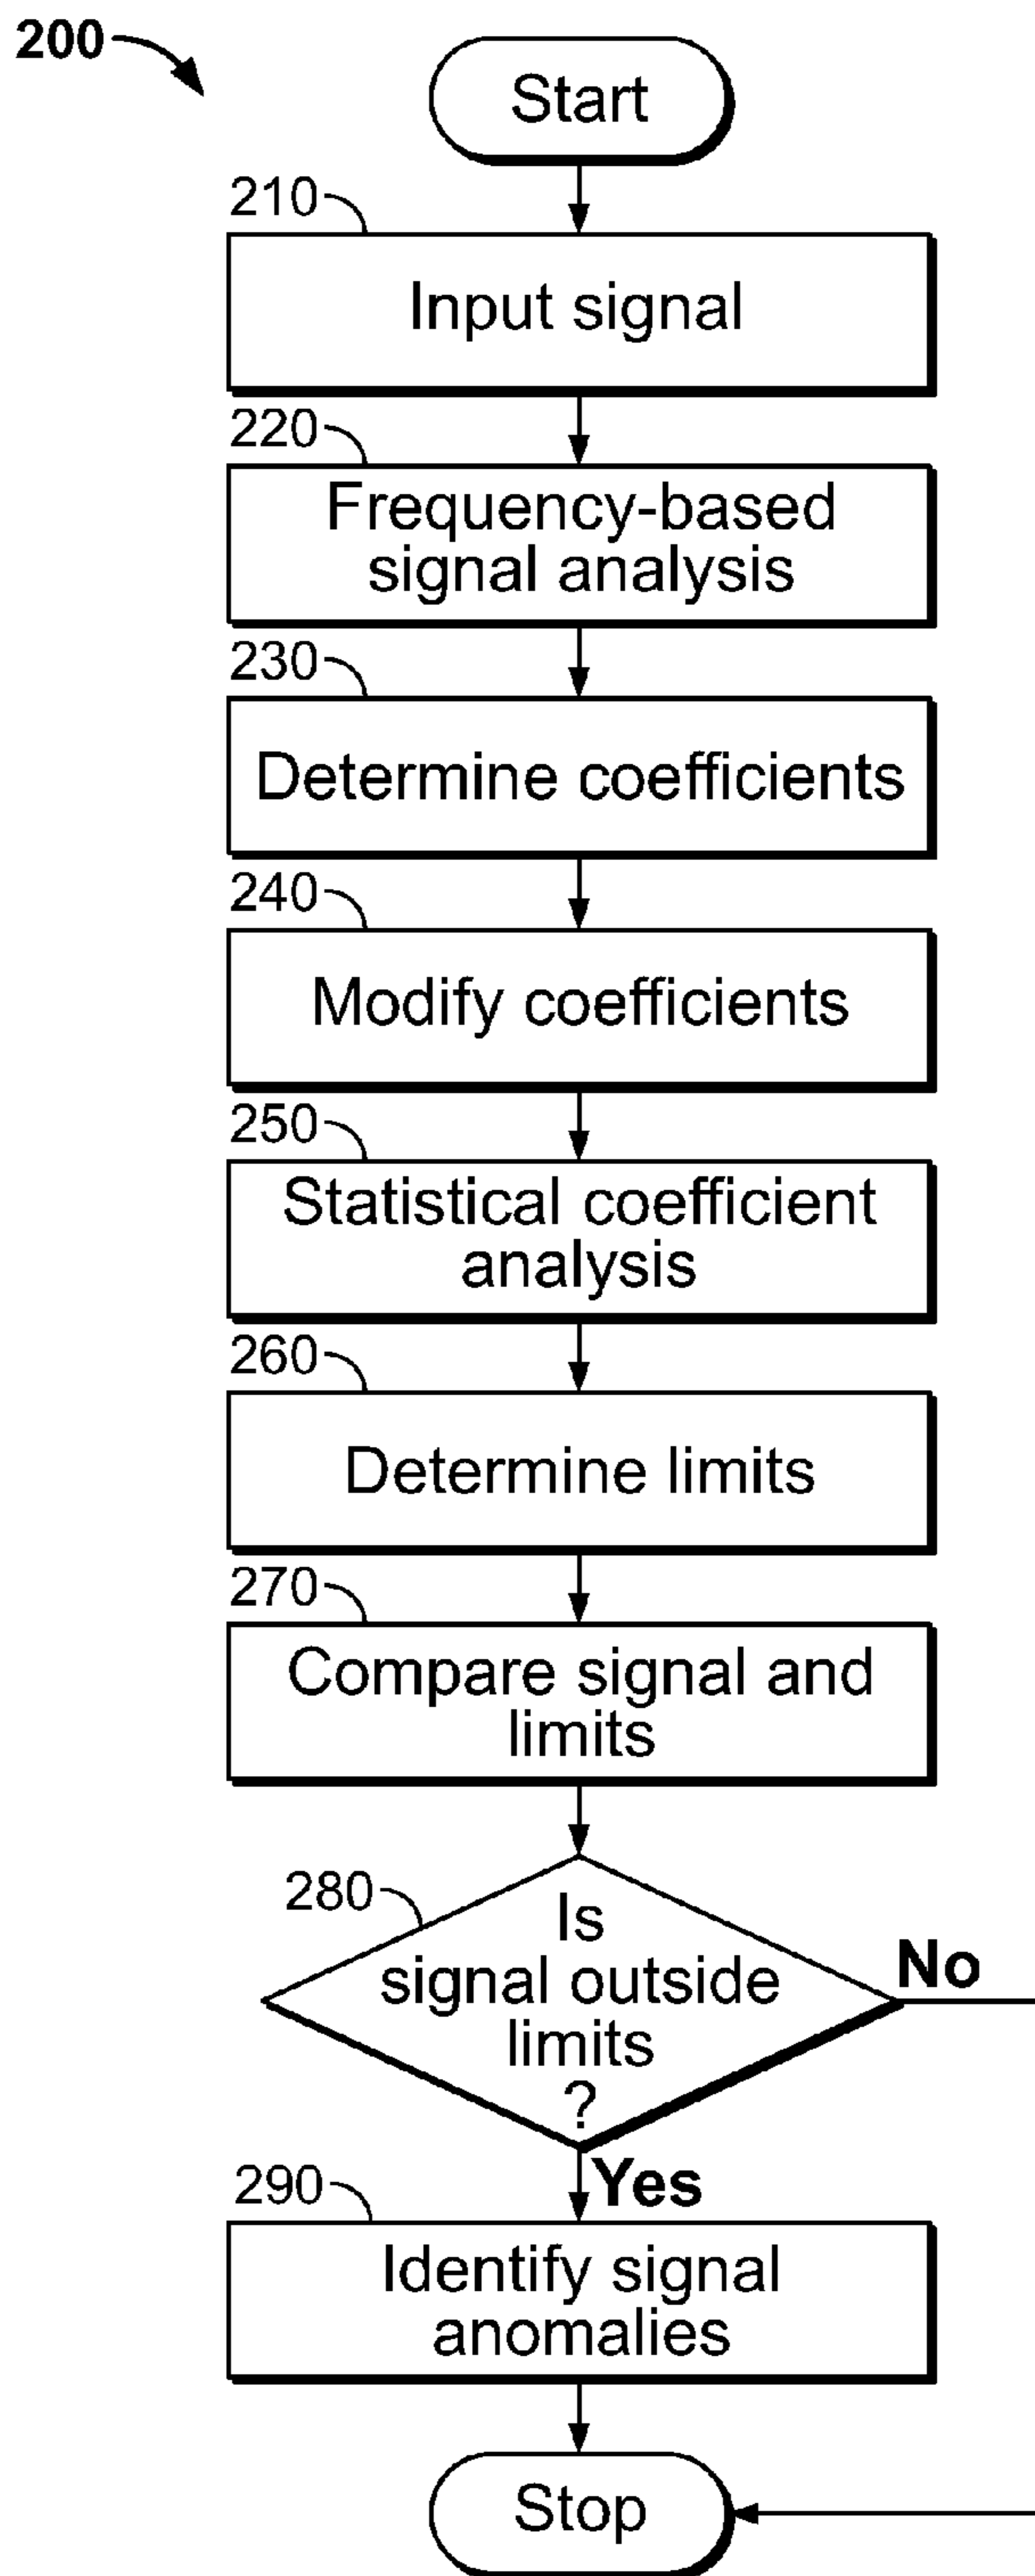 200
Start
210
Input signal
220
Frequency-based
signal analysis
230
Determine coefficients
240
Modify coefficients
250
Statistical coefficient
analysis
260
Determine limits
270
Compare signal and
limits
280
Is
signal outside
limits
?
No
Yes
290
Identify signal
anomalies
Stop